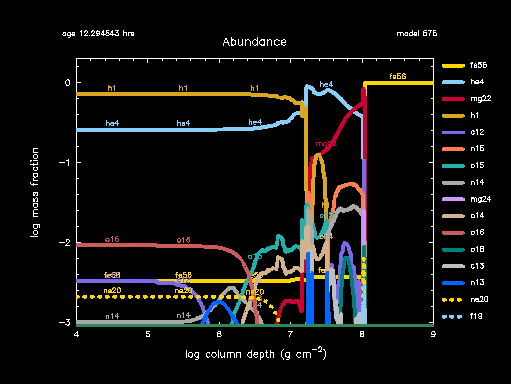 age 12.294543 hrs
model 676
Abundance
fe56
he4
mg22
h1
c12
n15
o15
n14
mg24
o14
o16
o18
c13
n13
ne20
f19
h1
h1
h1
he4
he4
he4
he4
fe56
o16
o16
fe56
fe56
ne20
ne20
ne20
n14
n14
0
−1
−2
−3
4
5
6
7
8
9
log mass fraction
log column depth (g cm−2)